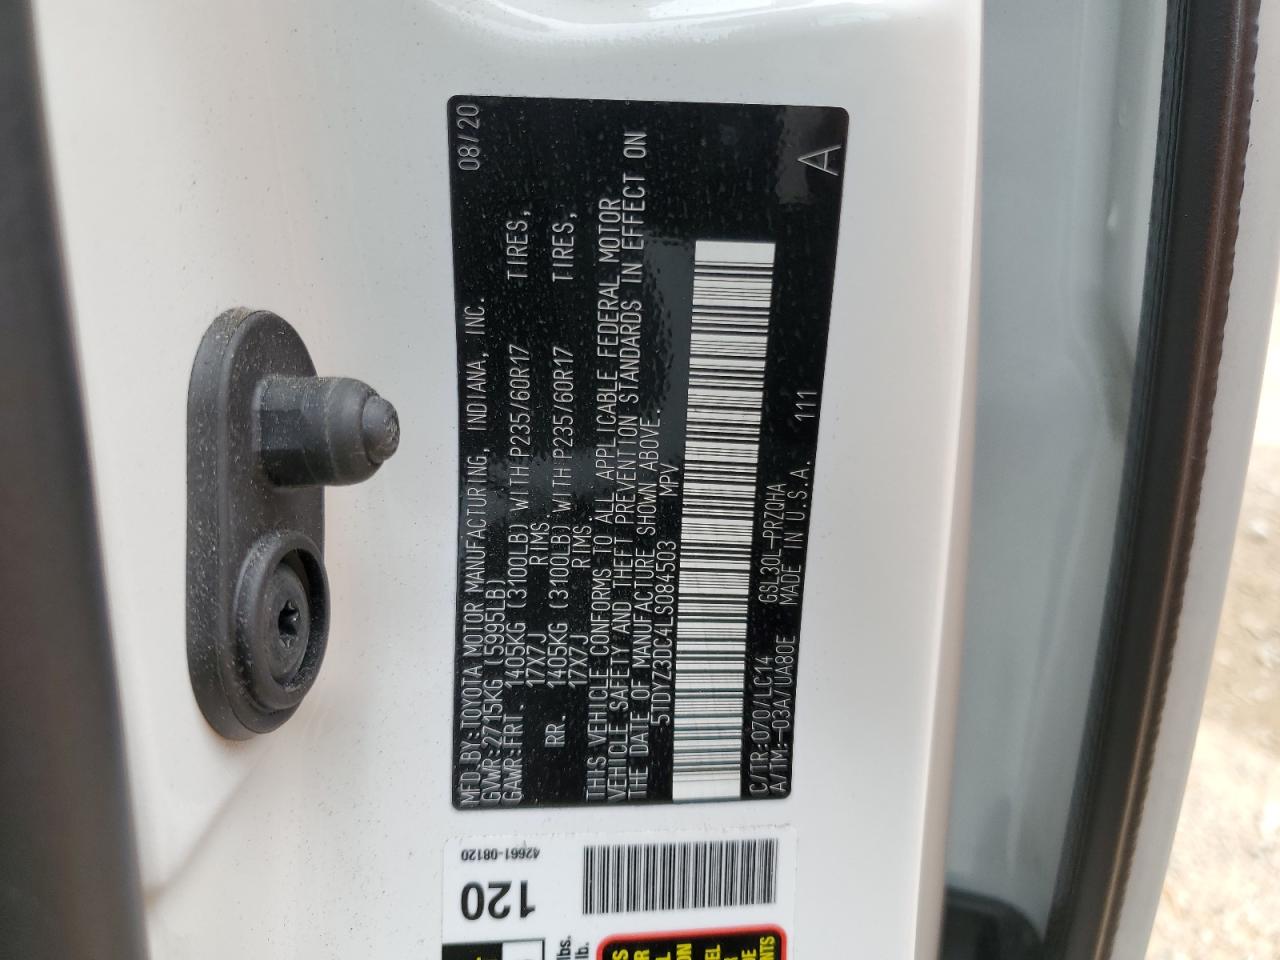 MFD.BY:TOYOTA MOTOR MANUFACTURING, INDIANA, INC. 08/20
GVWR:2715KG (5995LB)
GAWR:FRT. 1405KG (3100LB) WITH P235/60R17 TIRES,
17X7J RIMS
RR. 1405KG (3100LB) WITH P235/60R17 TIRES,
17X7J RIMS.
THIS VEHICLE CONFORMS TO ALL APPLICABLE FEDERAL MOTOR
VEHICLE SAFETY AND THEFT PREVENTION STANDARDS IN EFFECT ON
THE DATE OF MANUFACTURE SHOWN ABOVE.
5TDYZ3DC4LS084503 MPV
C/TR:070/LC14 GSL30L-PRZQHA A
A/TM:-03A/UA80E MADE IN U.S.A. 111
42661-08120
120
lbs.
lb.